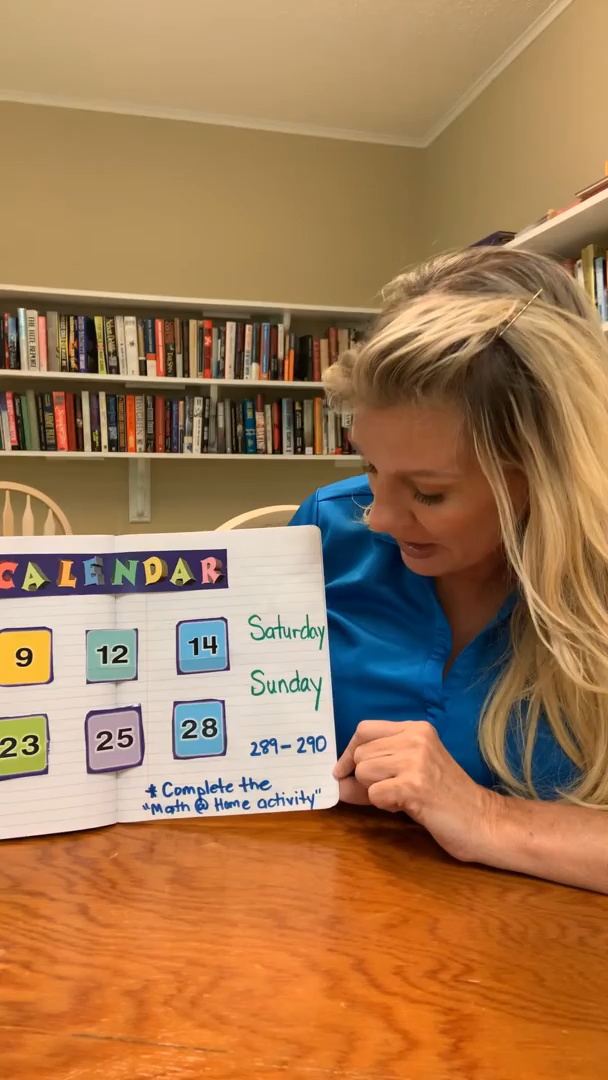 CALENDAR
9 12 14 Saturday
Sunday
23 25 28 289-290
* Complete the
"Math @ Home activity"